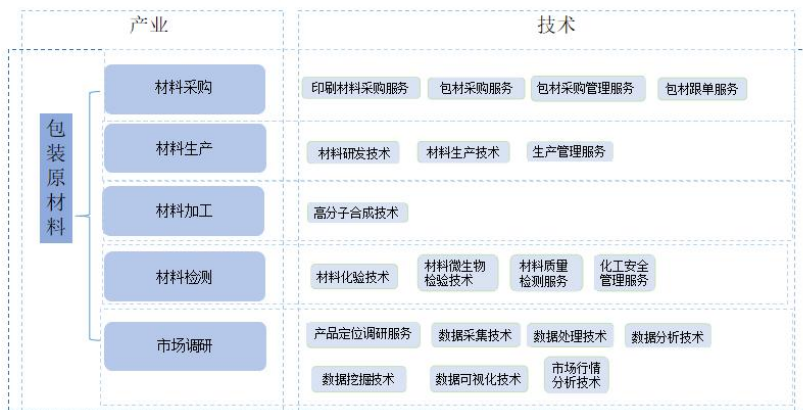 产业
技术
包装原材料
材料采购
印刷材料采购服务
包材采购服务
包材采购管理服务
包材跟单服务
材料生产
材料研发技术
材料生产技术
生产管理服务
材料加工
高分子合成技术
材料检测
材料化验技术
材料微生物
检验技术
材料质量
检测服务
化工安全
管理服务
市场调研
产品定位调研服务
数据采集技术
数据处理技术
数据分析技术
数据挖掘技术
数据可视化技术
市场行情
分析技术